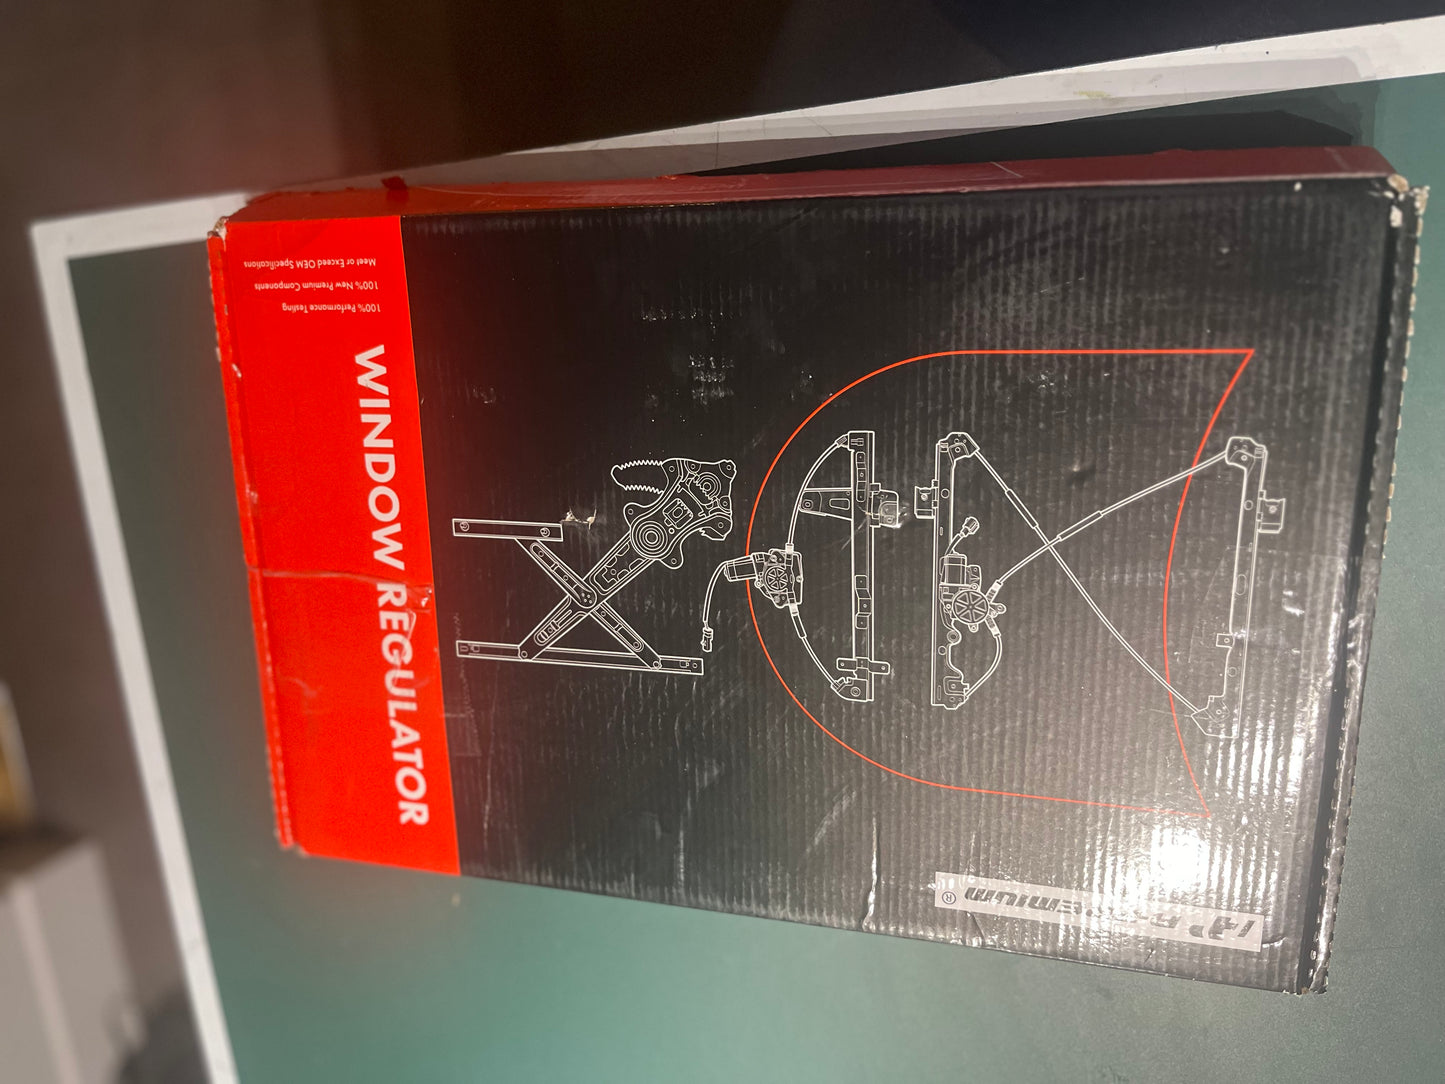 A Premium®
WINDOW REGULATOR
100% Performance Testing
100% New Premium Components
Meet or Exceed OEM Specifications